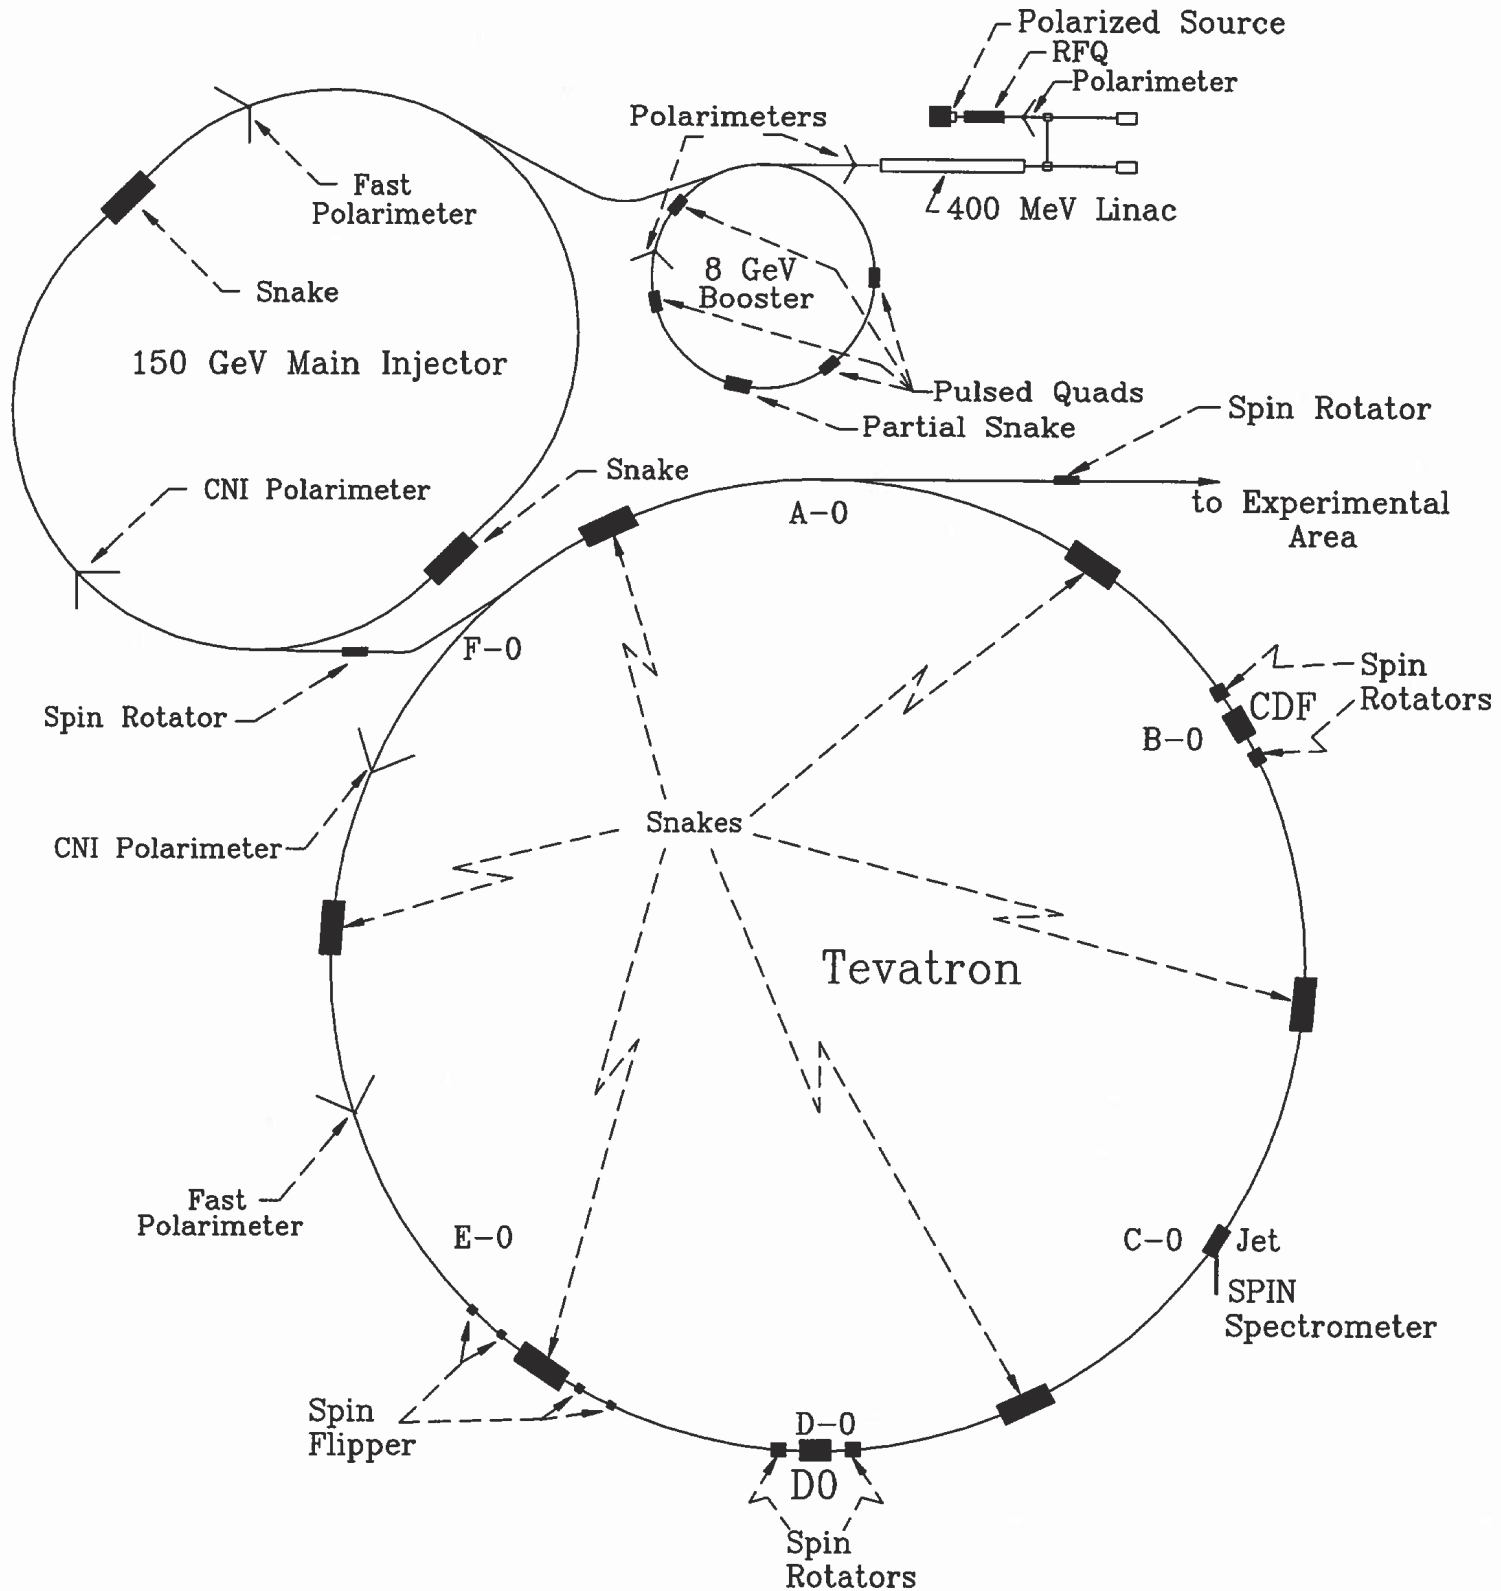 Polarized Source
RFQ
Polarimeter
Polarimeters
400 MeV Linac
Fast
Polarimeter
Snake
8 GeV
Booster
150 GeV Main Injector
Pulsed Quads
Partial Snake
Spin Rotator
Snake
CNI Polarimeter
to Experimental
Area
A-0
F-0
Spin Rotator
Spin
Rotators
CDF
B-0
CNI Polarimeter
Snakes
Tevatron
Fast
Polarimeter
E-0
C-0
Jet
SPIN
Spectrometer
Spin
Flipper
D-0
D0
Spin
Rotators